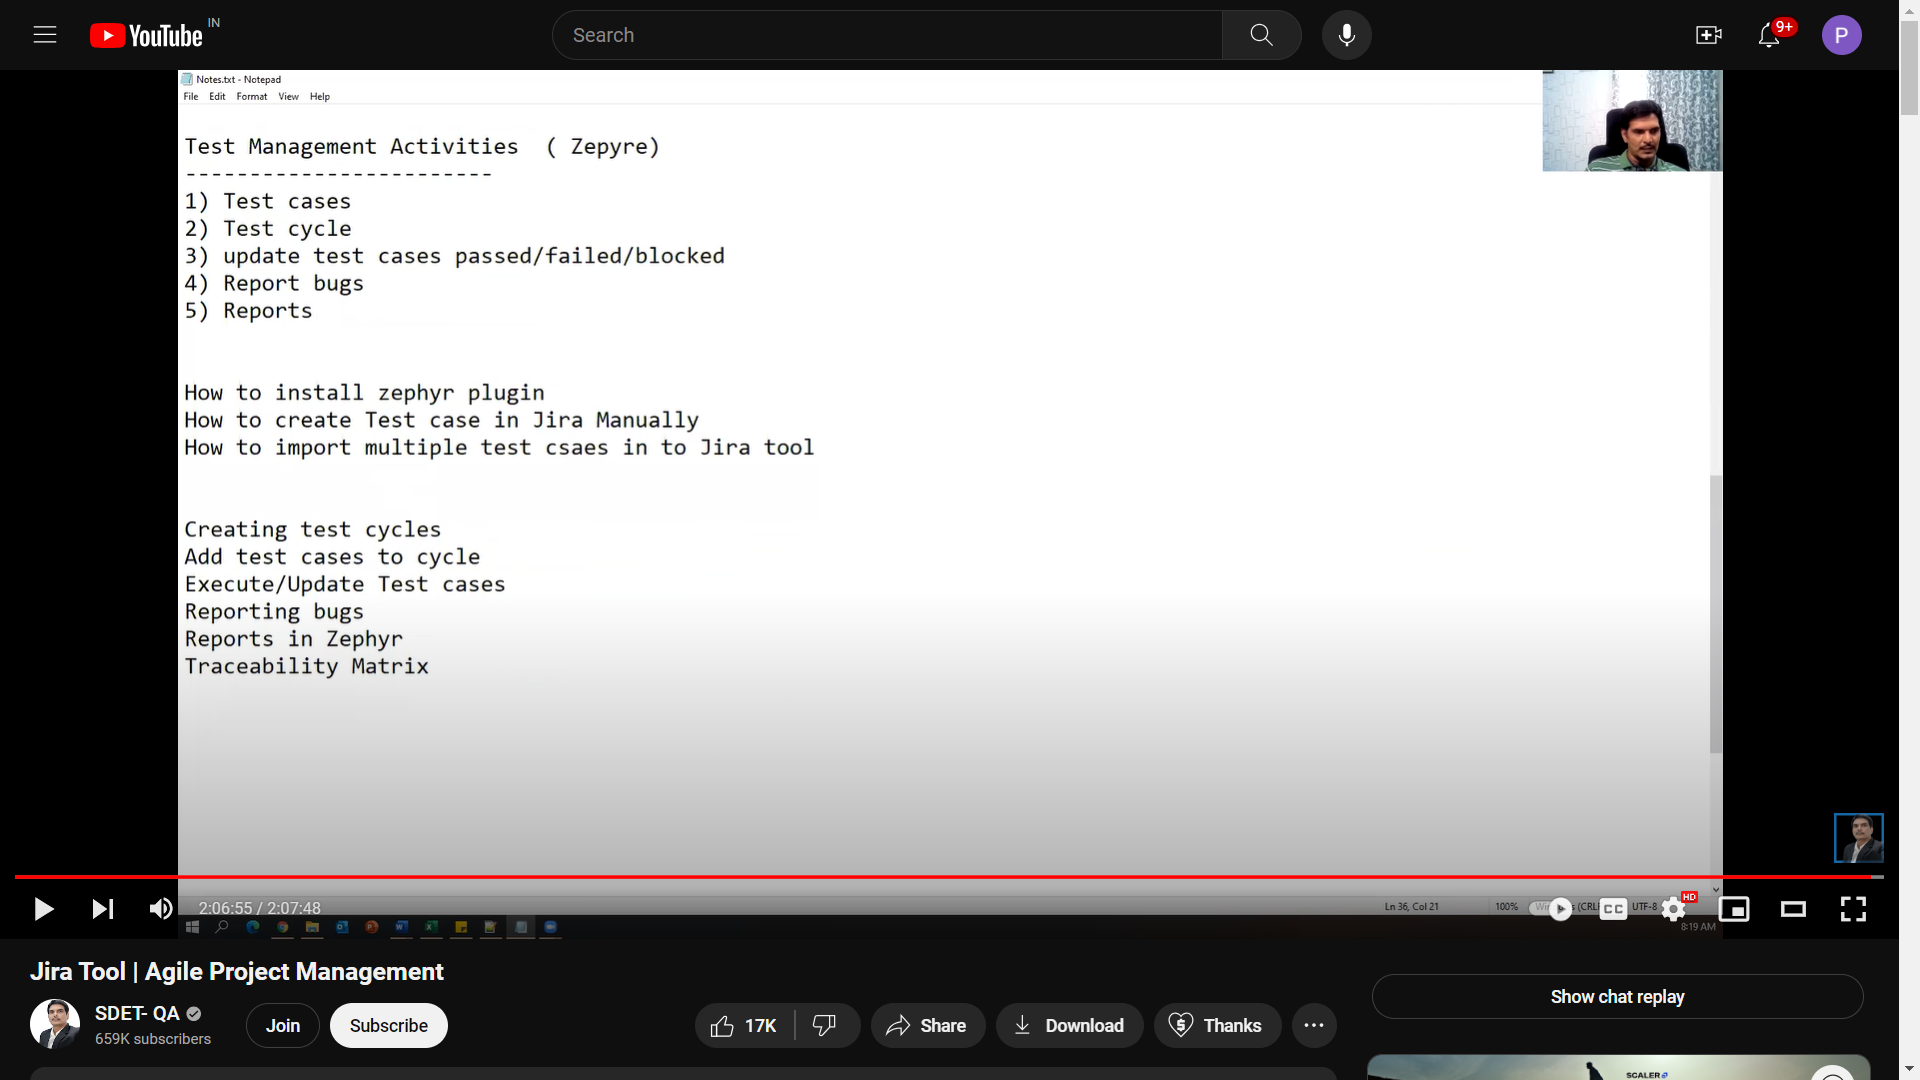 YouTube IN
Search
9+
P
Notes.txt - Notepad
File Edit Format View Help
Test Management Activities ( Zepyre)
------------------------
1) Test cases
2) Test cycle
3) update test cases passed/failed/blocked
4) Report bugs
5) Reports
How to install zephyr plugin
How to create Test case in Jira Manually
How to import multiple test csaes in to Jira tool
Creating test cycles
Add test cases to cycle
Execute/Update Test cases
Reporting bugs
Reports in Zephyr
Traceability Matrix
2:06:55 / 2:07:48
Ln 36, Col 21 100% UTF-8
CC
HD
8:19 AM
Jira Tool | Agile Project Management
SDET- QA
659K subscribers
Join
Subscribe
17K
Share
Download
Thanks
Show chat replay
SCALER